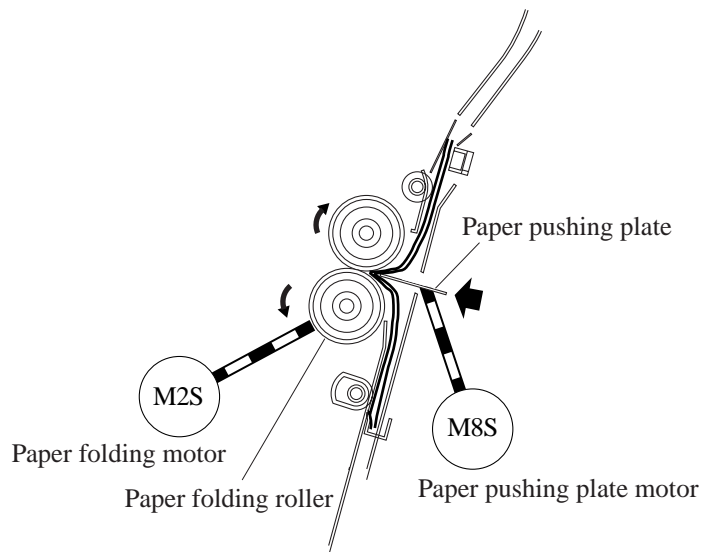 Paper pushing plate
M2S
M8S
Paper folding motor
Paper folding roller
Paper pushing plate motor